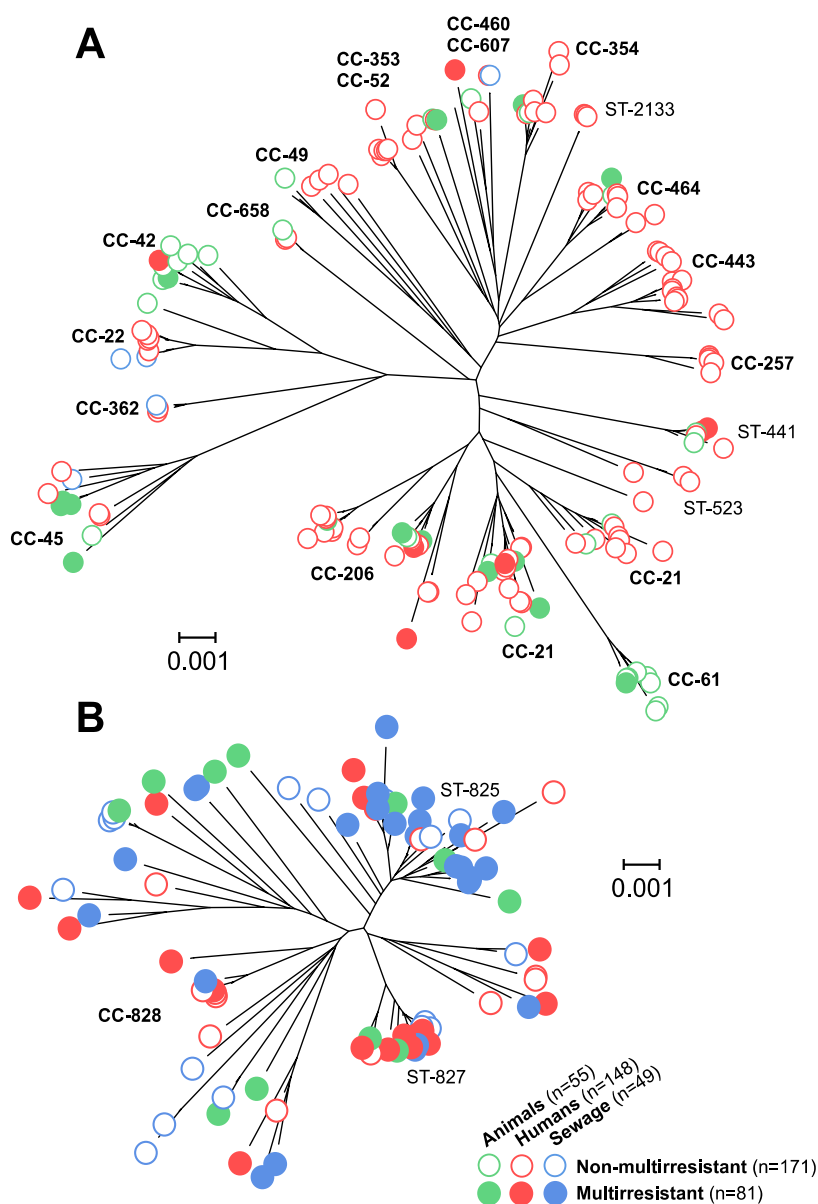 A
CC-460
CC-607
CC-354
CC-353
CC-52
ST-2133
CC-49
CC-464
CC-658
CC-42
CC-443
CC-22
CC-257
CC-362
ST-441
ST-523
CC-45
CC-206
CC-21
CC-21
0.001
CC-61
B
ST-825
0.001
CC-828
ST-827
Animals (n=55)
Humans (n=148)
Sewage (n=49)
Non-multirresistant (n=171)
Multirresistant (n=81)